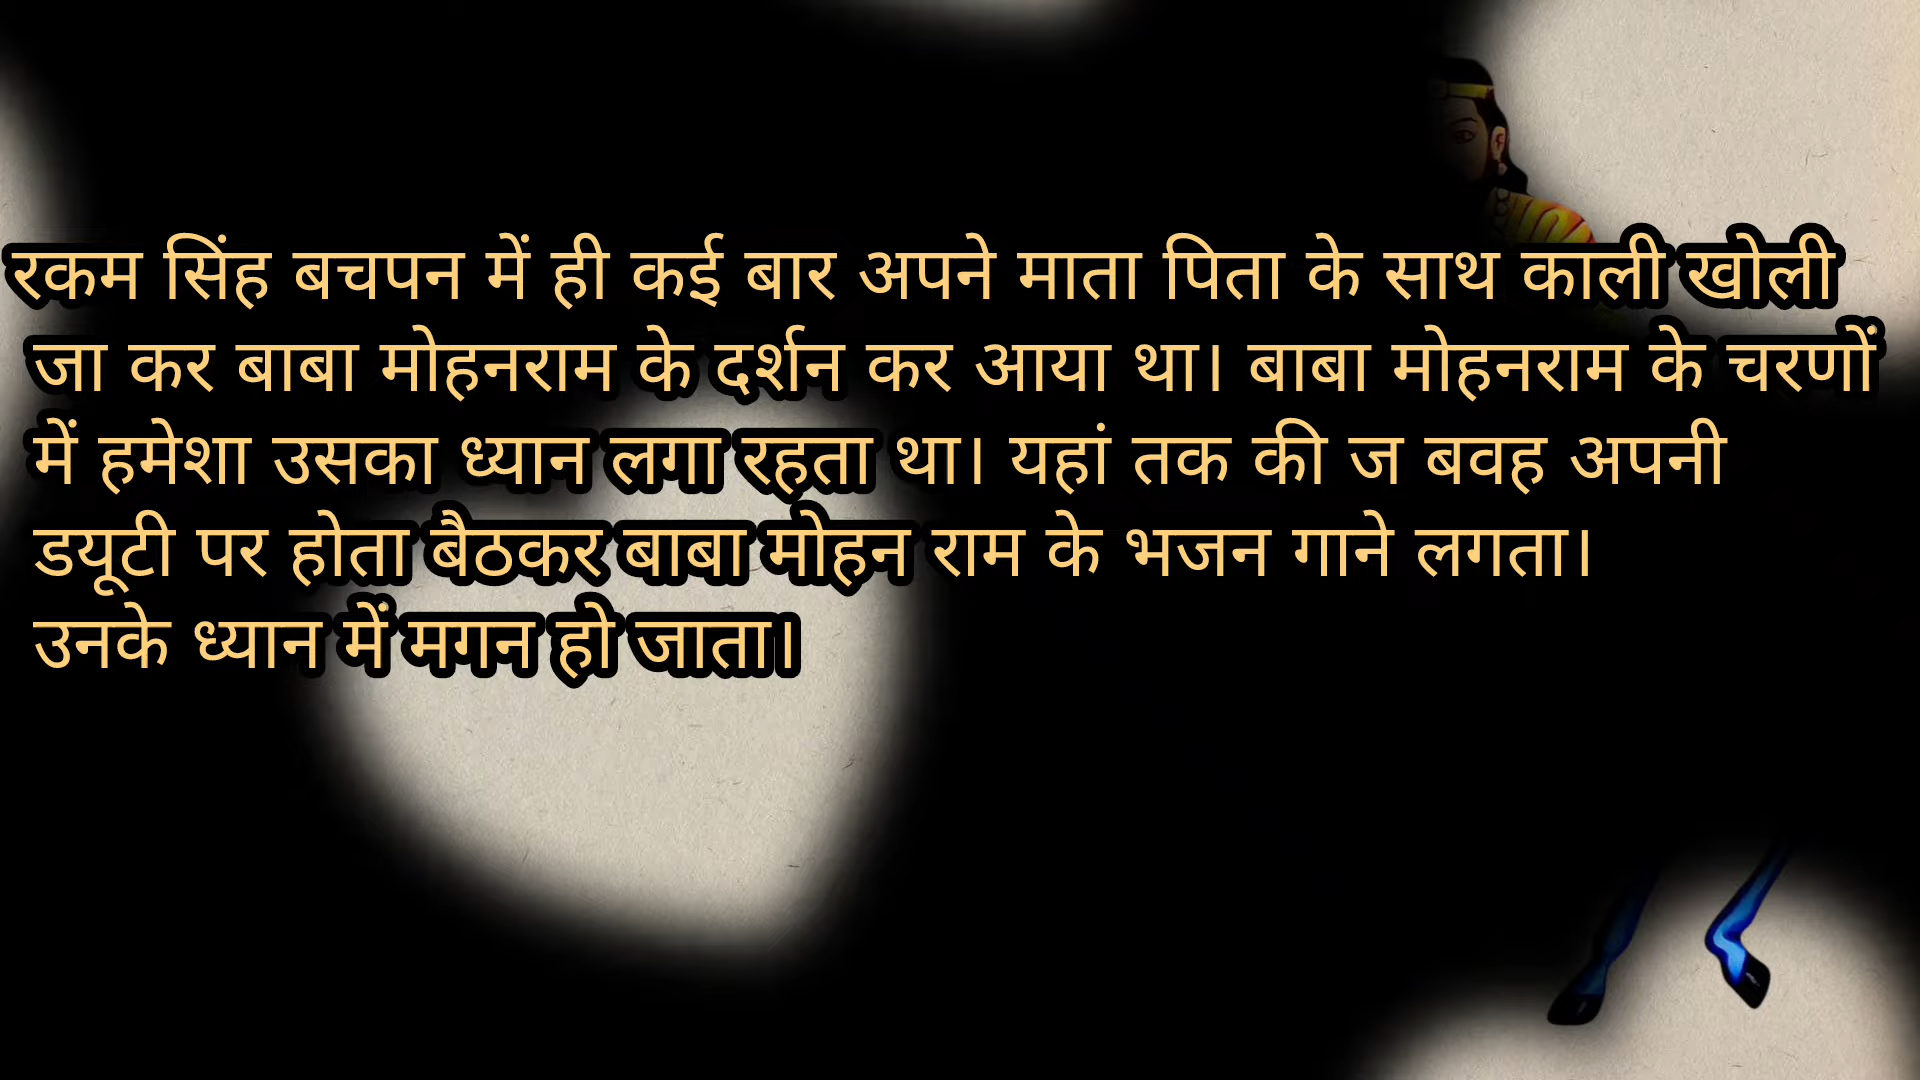 रकम सिंह बचपन में ही कई बार अपने माता पिता के साथ काली खोली
जा कर बाबा मोहनराम के दर्शन कर आया था। बाबा मोहनराम के चरणों
में हमेशा उसका ध्यान लगा रहता था। यहां तक की ज बवह अपनी
डयूटी पर होता बैठकर बाबा मोहन राम के भजन गाने लगता।
उनके ध्यान में मगन हो जाता।